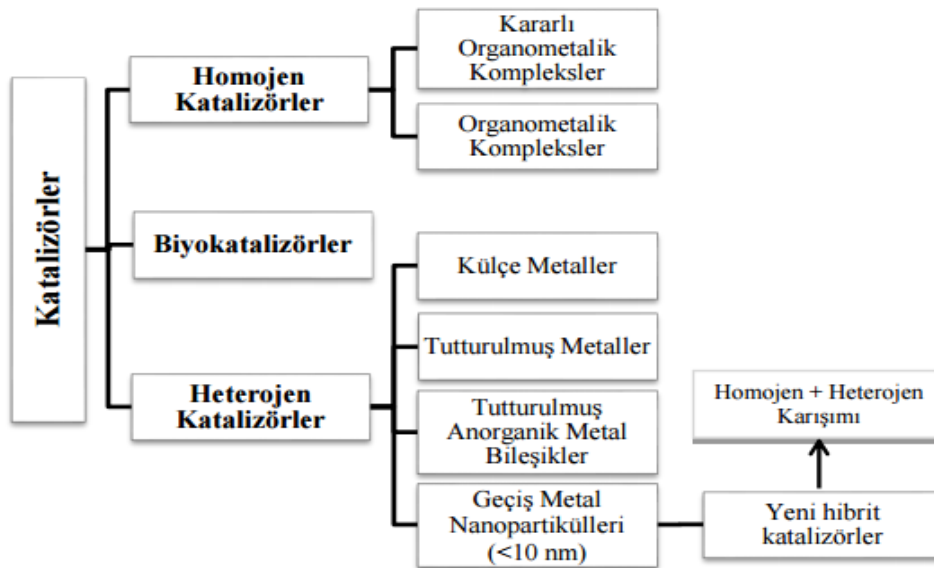 Katalizörler
Homojen
Katalizörler
Kararlı
Organometalik
Kompleksler
Organometalik
Kompleksler
Biyokatalizörler
Heterojen
Katalizörler
Külçe Metaller
Tutturulmuş Metaller
Tutturulmuş
Anorganik Metal
Bileşikler
Geçiş Metal
Nanopartikülleri
(<10 nm)
Yeni hibrit
katalizörler
Homojen + Heterojen
Karışımı